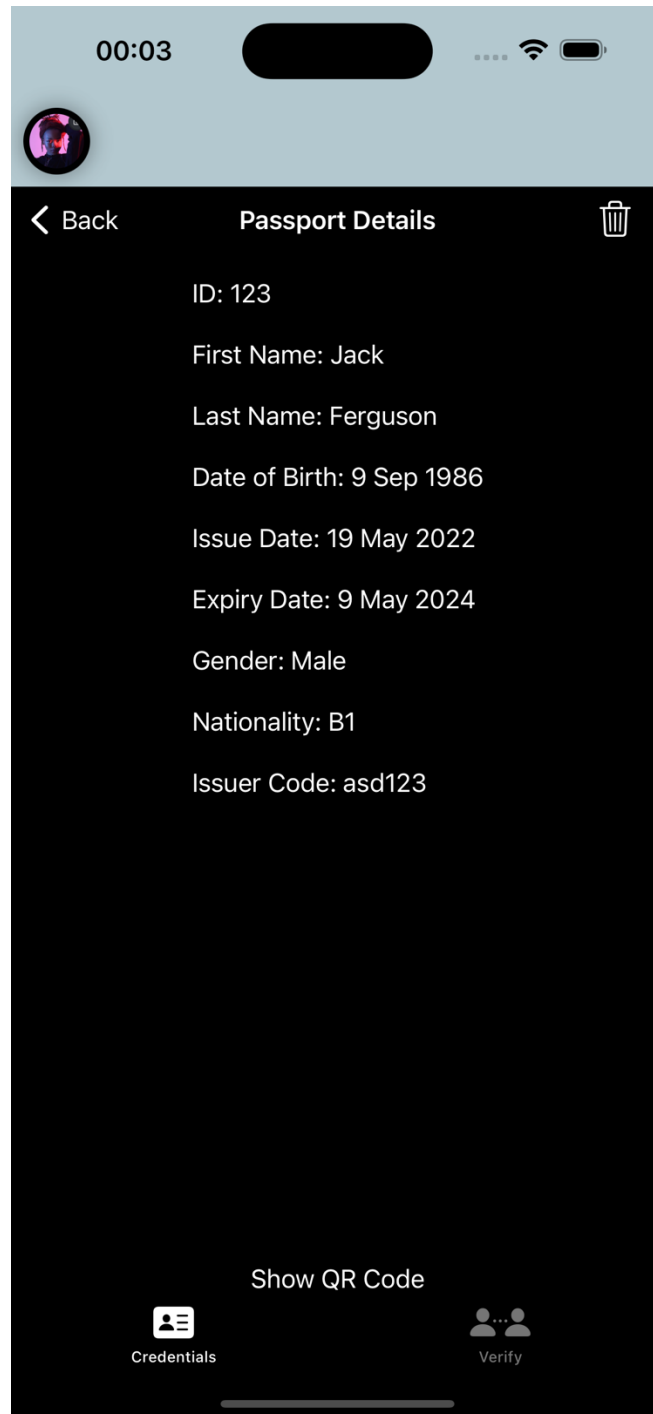 00:03
Back
Passport Details
ID: 123
First Name: Jack
Last Name: Ferguson
Date of Birth: 9 Sep 1986
Issue Date: 19 May 2022
Expiry Date: 9 May 2024
Gender: Male
Nationality: B1
Issuer Code: asd123
Show QR Code
Credentials
Verify